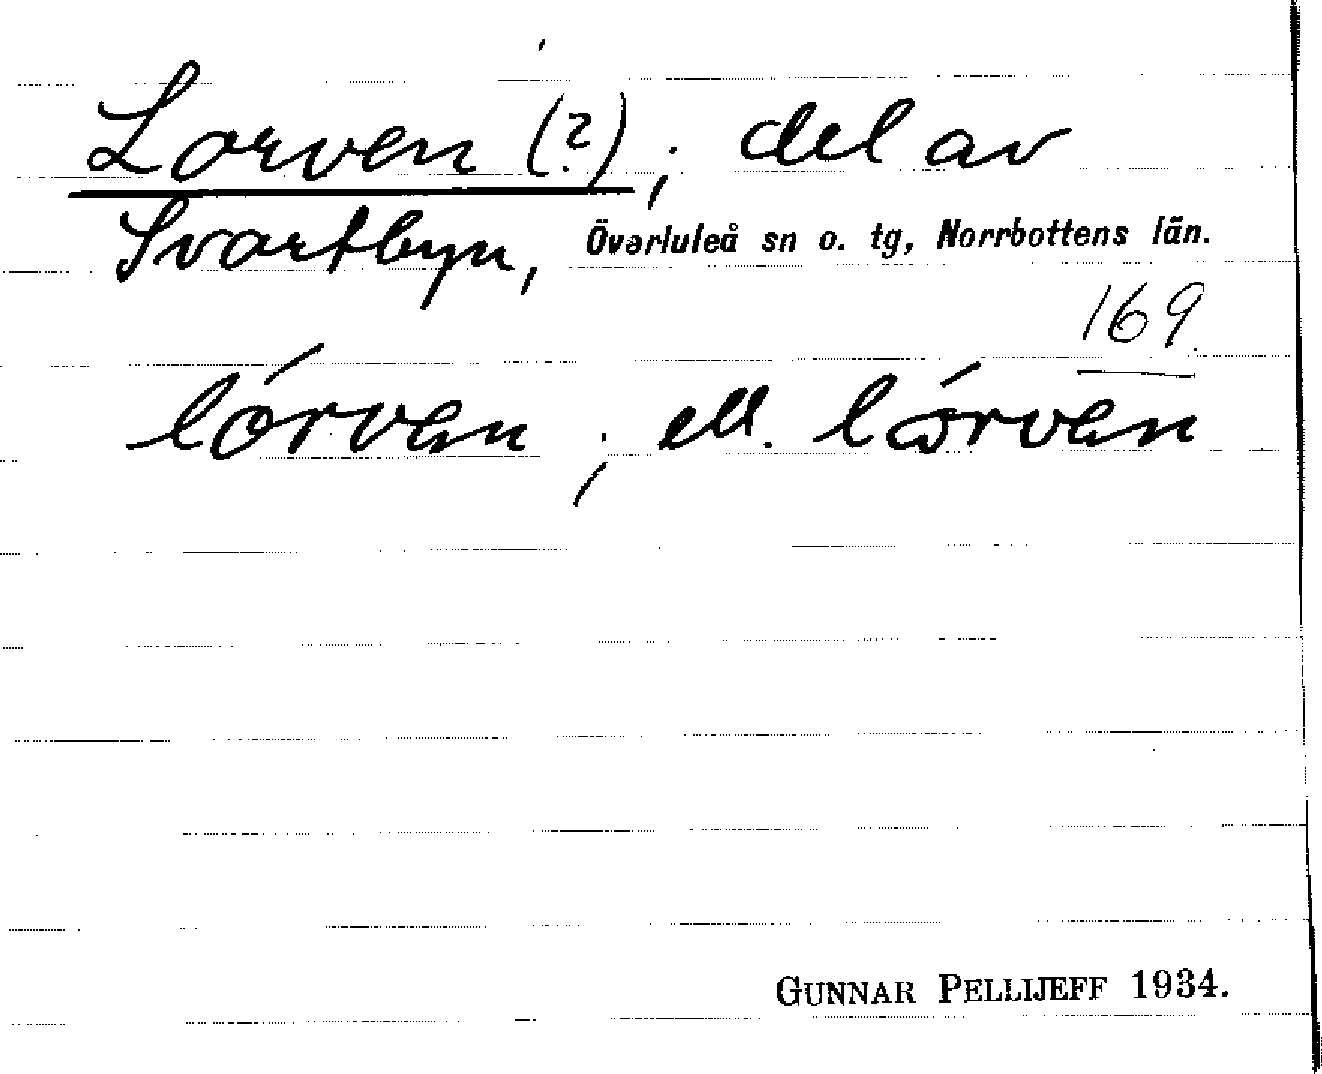 Lorven (?); del av
Svartbyn, Överluleå sn o. tg, Norrbottens län.
169.
lórven; ell. lórven
GUNNAR PELLIJEFF 1934.